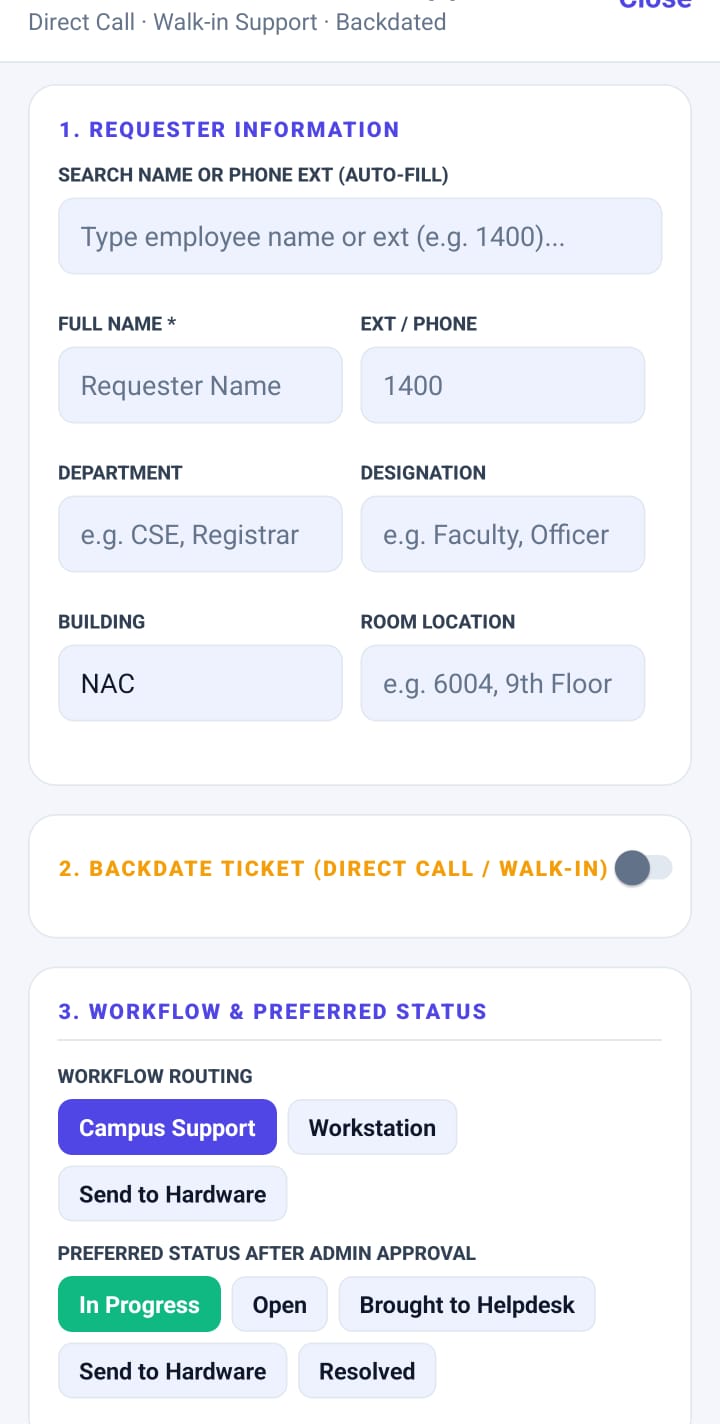 Close
Direct Call · Walk-in Support · Backdated
1. REQUESTER INFORMATION
SEARCH NAME OR PHONE EXT (AUTO-FILL)
Type employee name or ext (e.g. 1400)...
FULL NAME *
EXT / PHONE
Requester Name
1400
DEPARTMENT
DESIGNATION
e.g. CSE, Registrar
e.g. Faculty, Officer
BUILDING
ROOM LOCATION
NAC
e.g. 6004, 9th Floor
2. BACKDATE TICKET (DIRECT CALL / WALK-IN)
3. WORKFLOW & PREFERRED STATUS
WORKFLOW ROUTING
Campus Support
Workstation
Send to Hardware
PREFERRED STATUS AFTER ADMIN APPROVAL
In Progress
Open
Brought to Helpdesk
Send to Hardware
Resolved